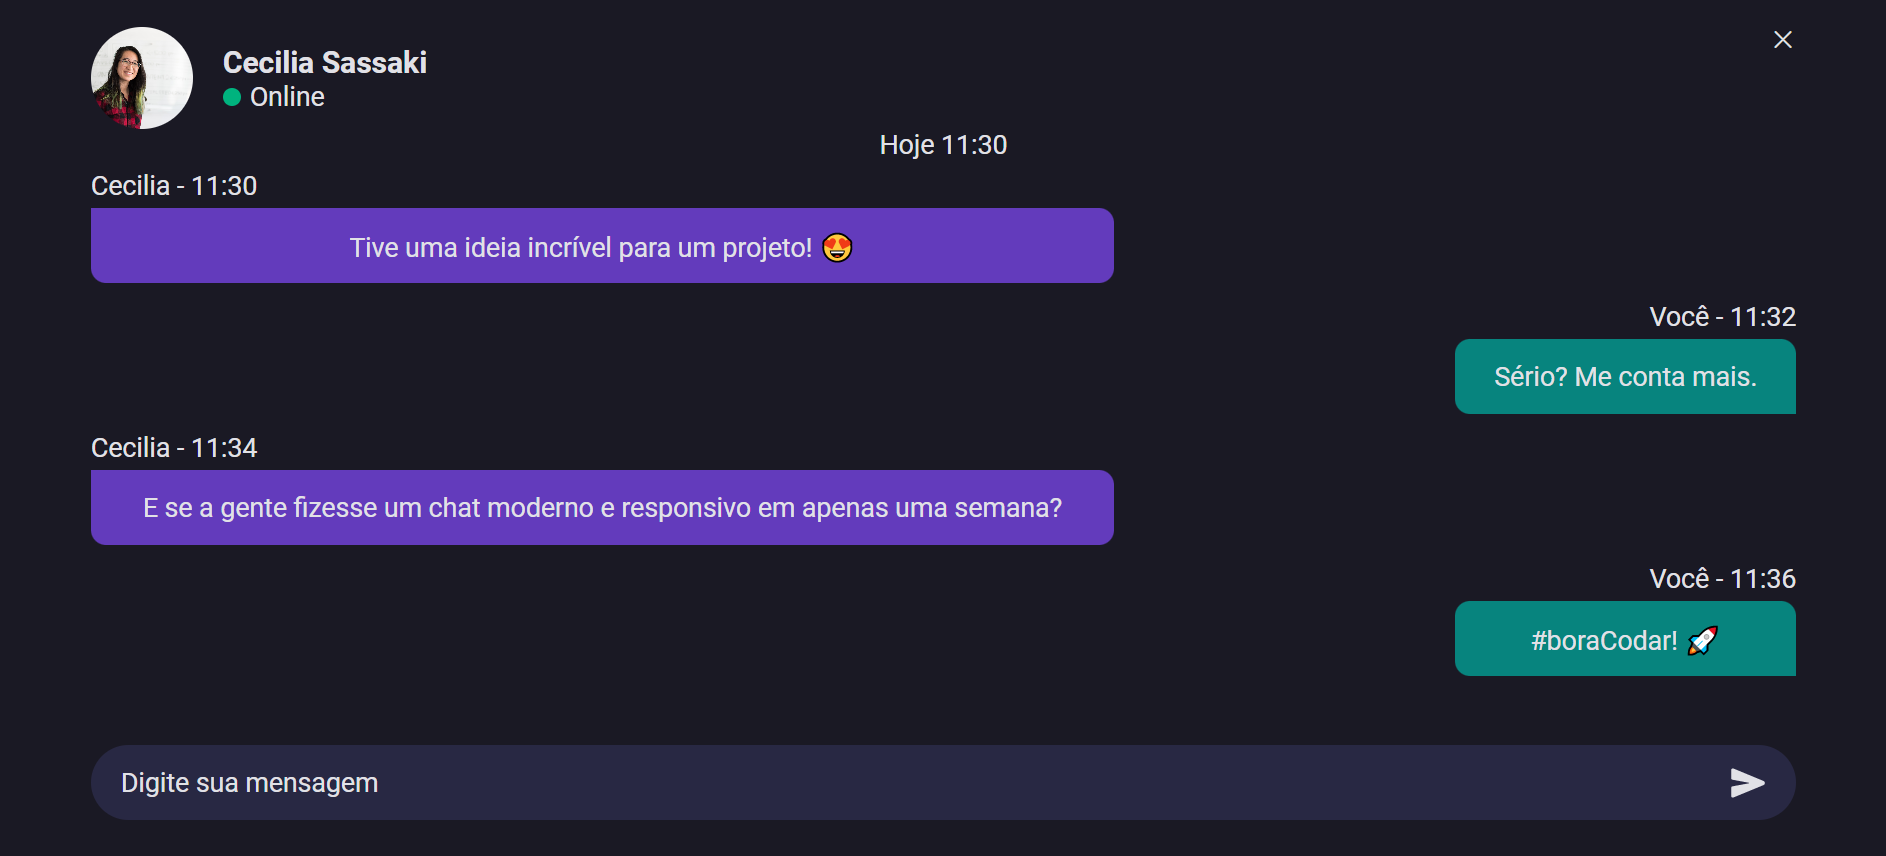 Cecilia Sassaki
Online
Hoje 11:30
Cecilia - 11:30
Tive uma ideia incrível para um projeto! 😍
Você - 11:32
Sério? Me conta mais.
Cecilia - 11:34
E se a gente fizesse um chat moderno e responsivo em apenas uma semana?
Você - 11:36
#boraCodar! 🚀
Digite sua mensagem